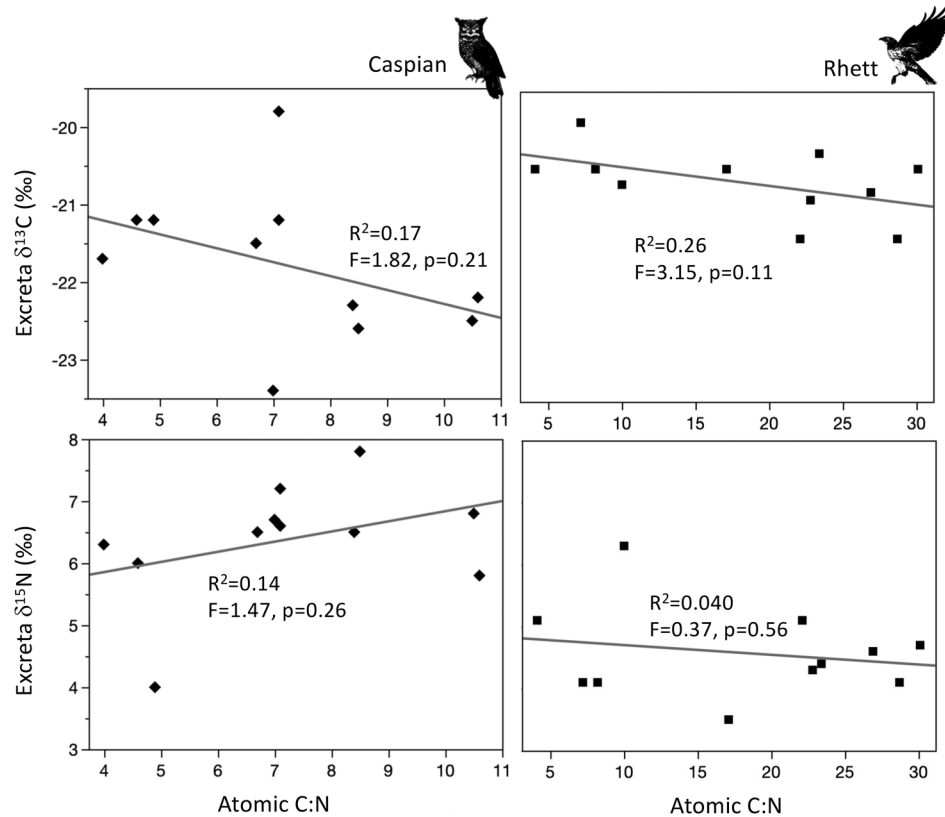 Caspian
Rhett
Excreta δ¹³C (‰)
-20
-21
-22
-23
R²=0.17
F=1.82, p=0.21
4 5 6 7 8 9 10 11
R²=0.26
F=3.15, p=0.11
5 10 15 20 25 30
Excreta δ¹⁵N (‰)
8
7
6
5
4
3
R²=0.14
F=1.47, p=0.26
4 5 6 7 8 9 10 11
Atomic C:N
R²=0.040
F=0.37, p=0.56
5 10 15 20 25 30
Atomic C:N